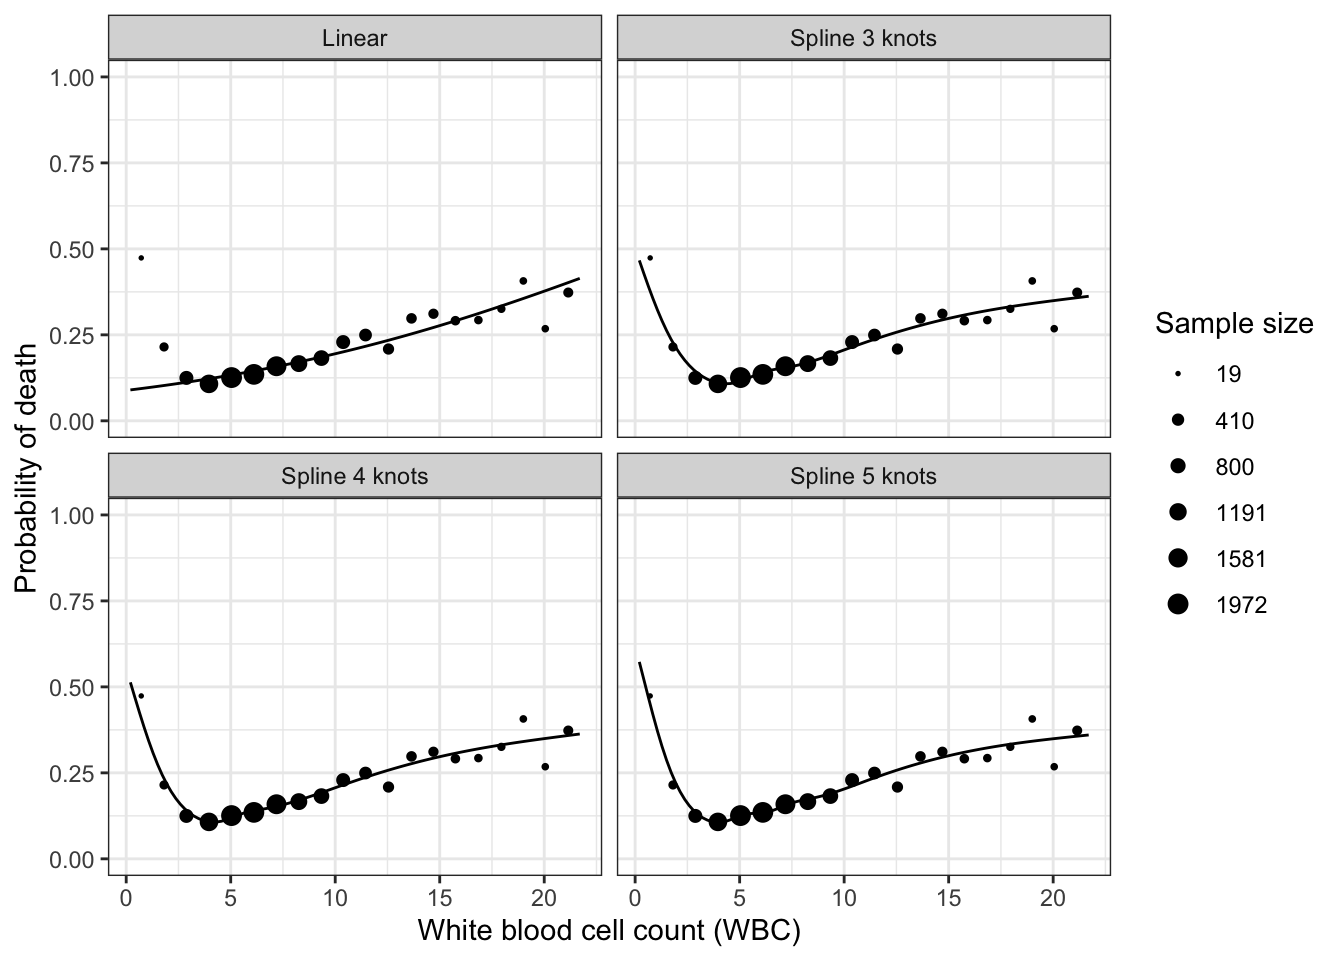 Linear
Spline 3 knots
1.00
0.75
0.50
0.25
0.00
Spline 4 knots
Spline 5 knots
1.00
0.75
0.50
0.25
0.00
0 5 10 15 20
0 5 10 15 20
White blood cell count (WBC)
Probability of death
Sample size
19
410
800
1191
1581
1972